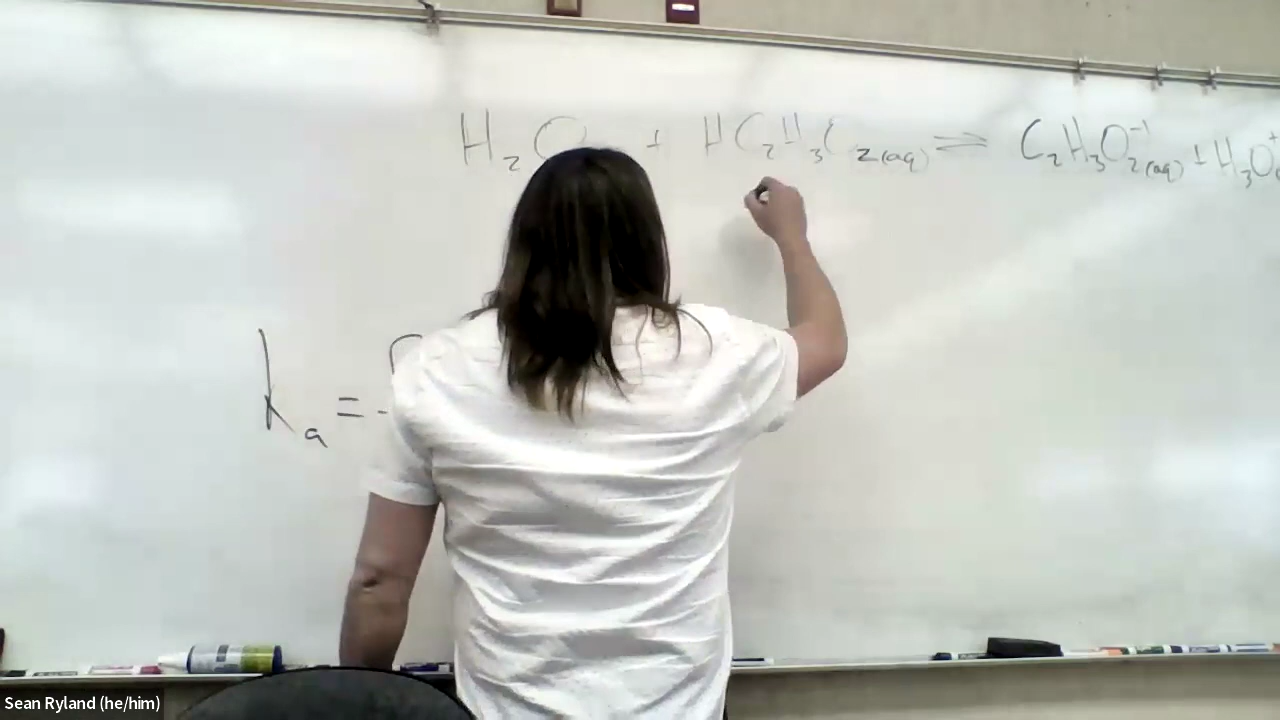 H₂O + HC₂H₃O₂(aq) ⇌ C₂H₃O₂⁻¹(aq) + H₃O⁺
kₐ =
Sean Ryland (he/him)